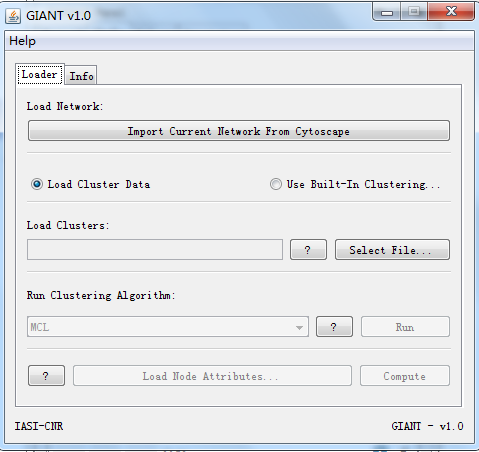 GIANT v1.0
Help
Loader Info
Load Network:
Import Current Network From Cytoscape
Load Cluster Data Use Built-In Clustering...
Load Clusters:
? Select File...
Run Clustering Algorithm:
MCL ? Run
? Load Node Attributes... Compute
IASI-CNR GIANT - v1.0